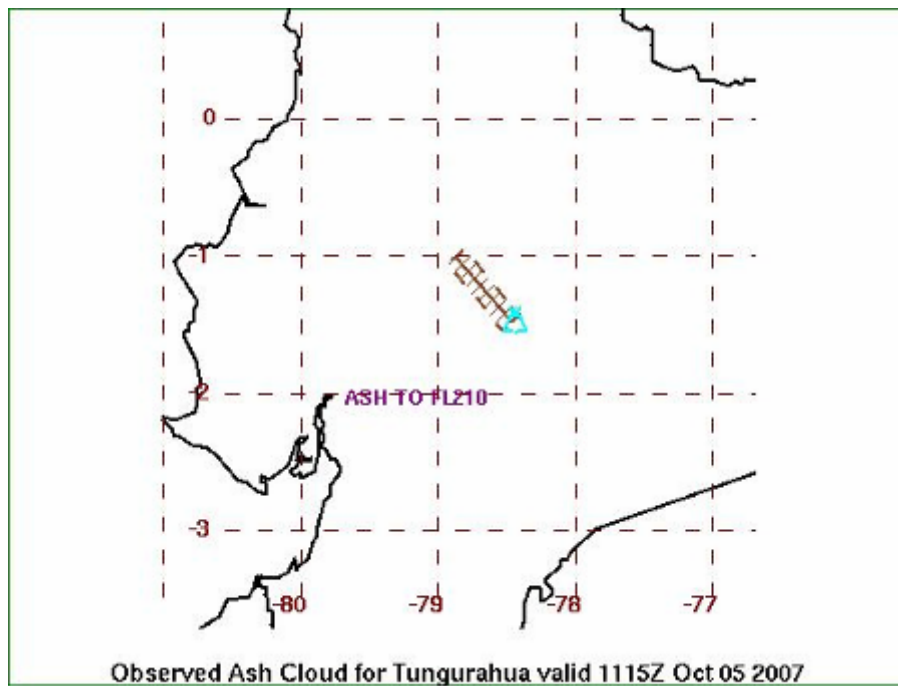 0
-1
-2
ASH TO FL210
-3
-80 -79 -78 -77
Observed Ash Cloud for Tungurahua valid 1115Z Oct 05 2007